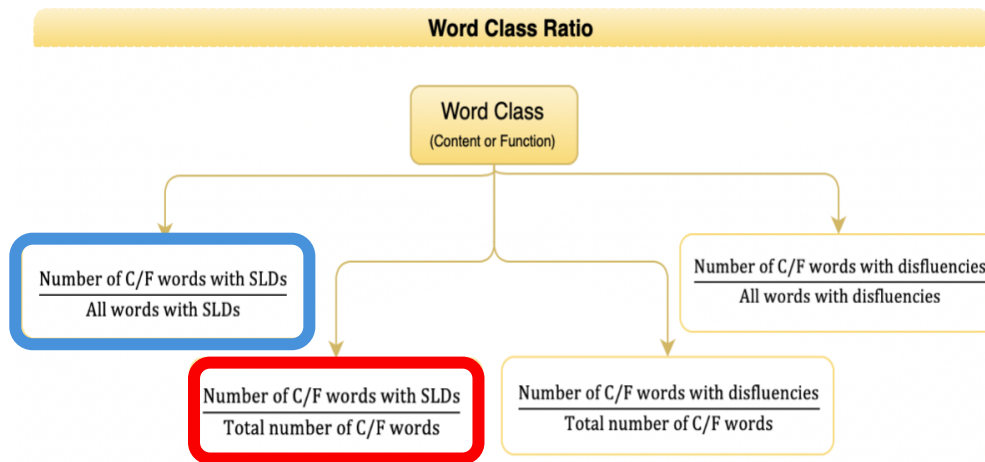 Word Class Ratio
Word Class
(Content or Function)
Number of C/F words with SLDs
All words with SLDs
Number of C/F words with SLDs
Total number of C/F words
Number of C/F words with disfluencies
Total number of C/F words
Number of C/F words with disfluencies
All words with disfluencies